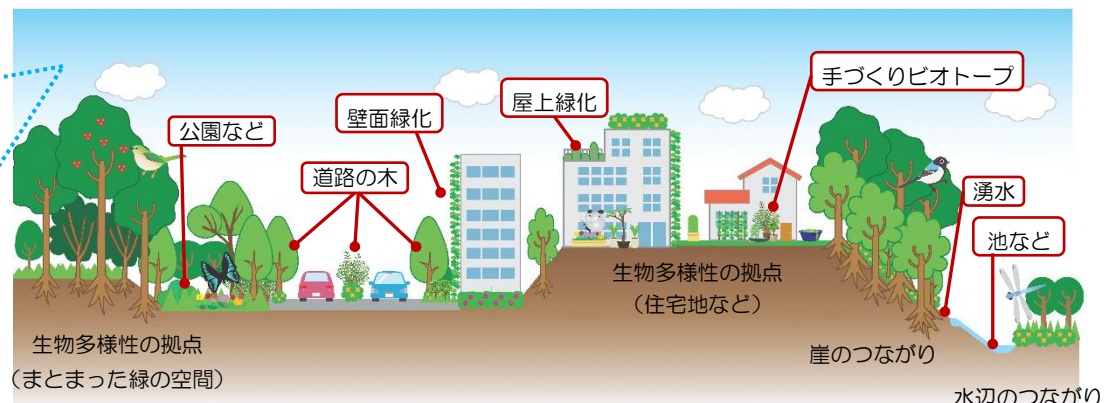 公園など
道路の木
壁面緑化
屋上緑化
手づくりビオトープ
湧水
池など
生物多様性の拠点
(まとまった緑の空間)
生物多様性の拠点
(住宅地など)
崖のつながり
水辺のつながり